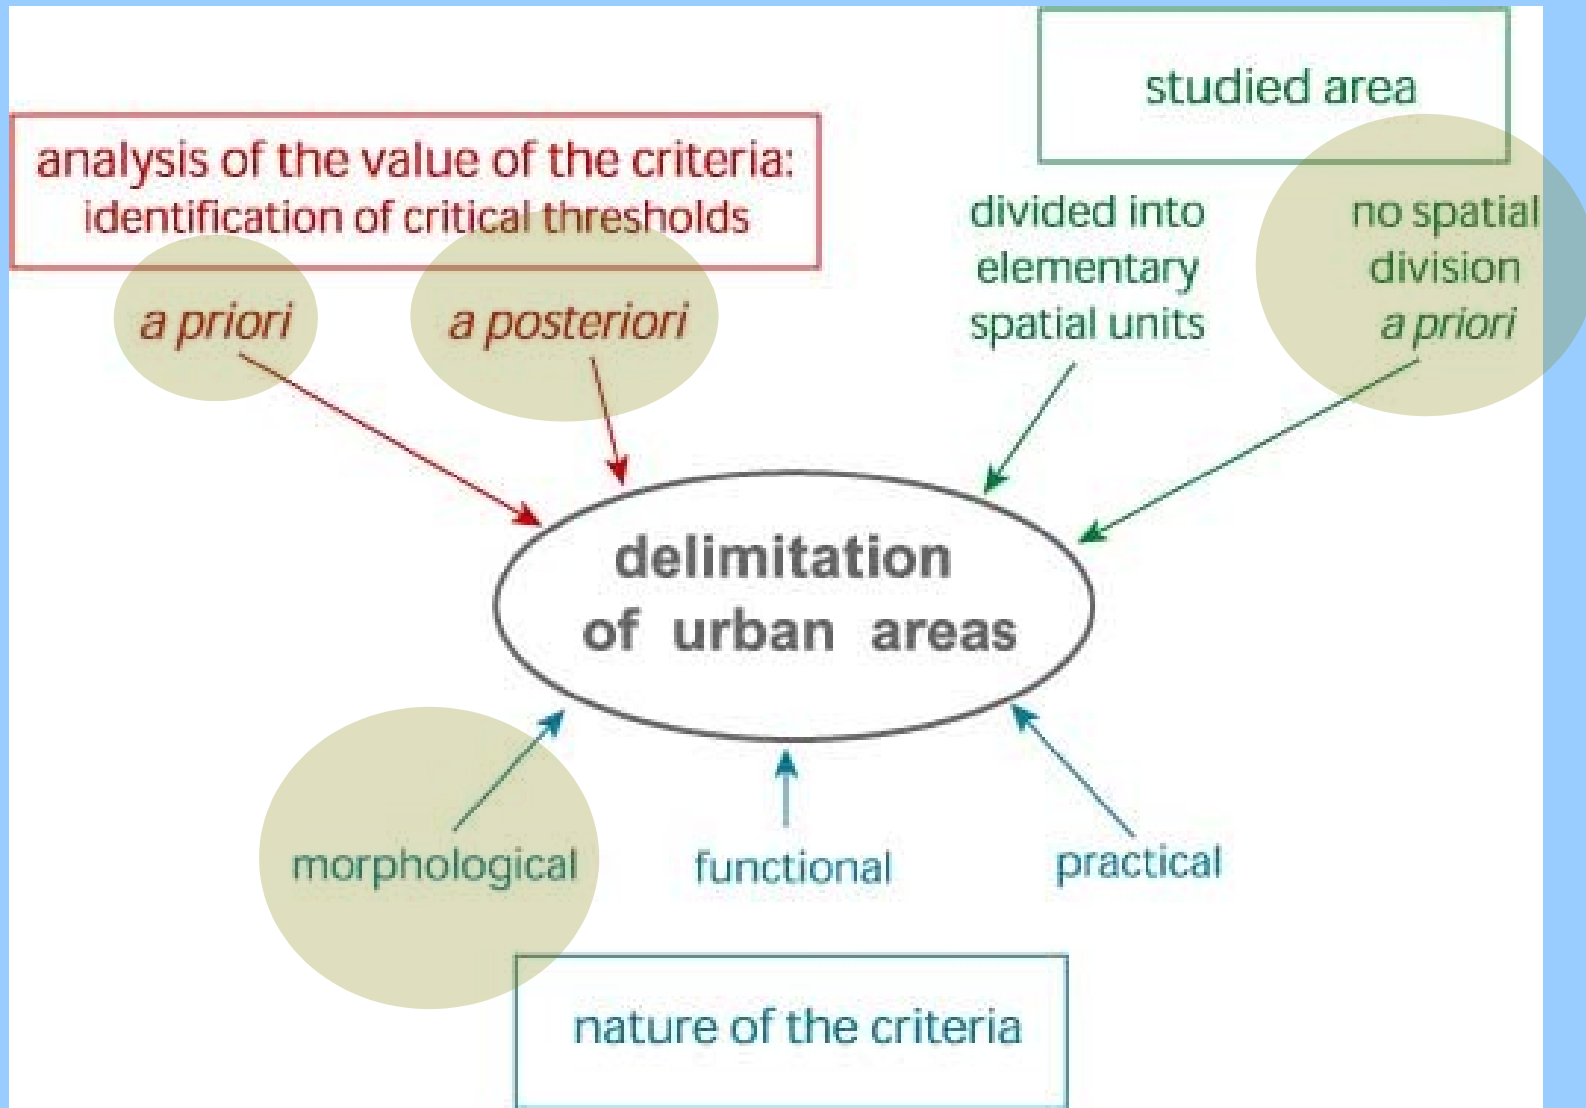 studied area
analysis of the value of the criteria:
identification of critical thresholds
a priori
a posteriori
divided into
elementary
spatial units
no spatial
division
a priori
delimitation
of urban areas
morphological
functional
practical
nature of the criteria